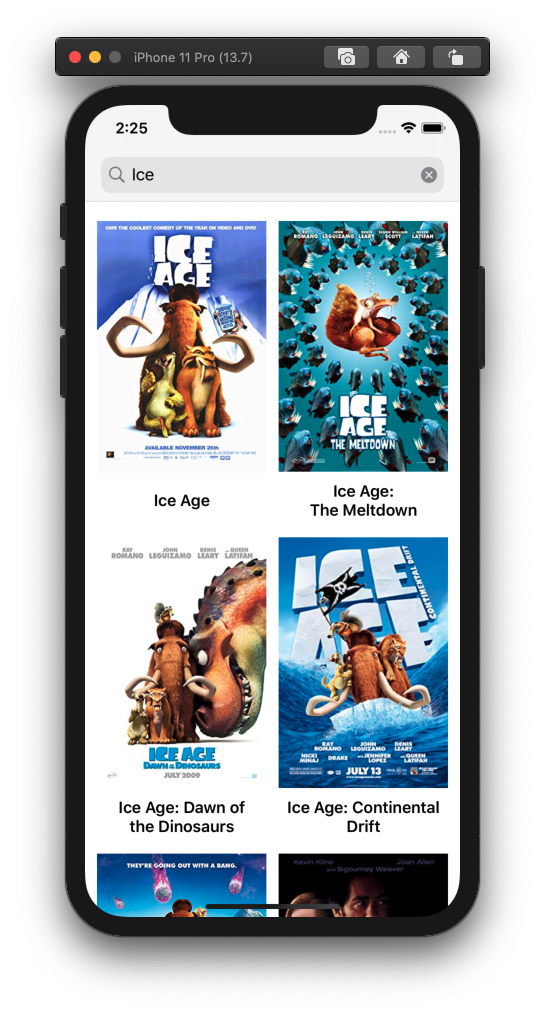 iPhone 11 Pro (13.7)
2:25
Ice
OWN THE COOLEST COMEDY OF THE YEAR ON VIDEO AND DVD!
ICE
AGE
AVAILABLE NOVEMBER 26th
RAY ROMANO JOHN LEGUIZAMO DENIS LEARY SEANN WILLIAM SCOTT QUEEN LATIFAH
ICE
AGE
THE MELTDOWN
Ice Age
Ice Age:
The Meltdown
RAY ROMANO JOHN LEGUIZAMO DENIS LEARY AND QUEEN LATIFAH
ICE AGE
DAWN OF THE DINOSAURS
JULY 2009
ICE
AGE
CONTINENTAL DRIFT
RAY ROMANO JOHN LEGUIZAMO DENIS LEARY
NICKI MINAJ DRAKE WITH JENNIFER LOPEZ AND QUEEN LATIFAH
JULY 13
Ice Age: Dawn of
the Dinosaurs
Ice Age: Continental
Drift
THEY'RE GOING OUT WITH A BANG.
Kevin Kline Joan Allen
and Sigourney Weaver